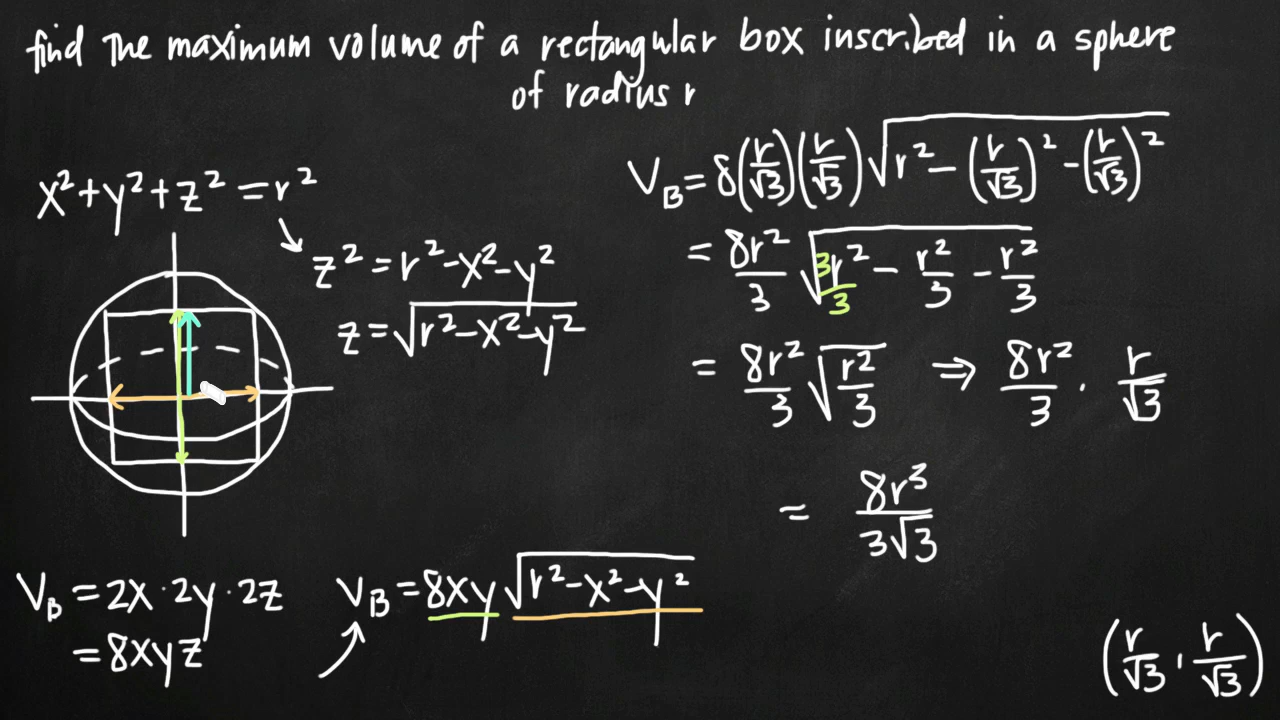 find the maximum volume of a rectangular box inscribed in a sphere
of radius r
x²+y²+z²=r²
z²=r²-x²-y²
z=√(r²-x²-y²)
V_B=2x·2y·2z
=8xyz
V_B=8xy√(r²-x²-y²)
V_B=8(r/√3)(r/√3)√(r²-(r/√3)²-(r/√3)²)
=8r²/3 √(3r²/3-r²/3-r²/3)
=8r²/3 √(r²/3) ⇒ 8r²/3 · r/√3
=8r³/3√3
(r/√3, r/√3)